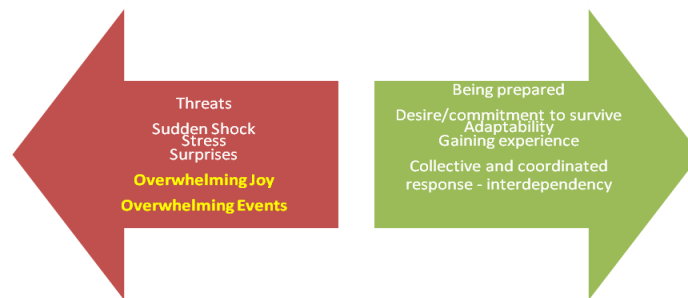 Threats
Sudden Shock
Stress
Surprises
Overwhelming Joy
Overwhelming Events
Being prepared
Desire/commitment to survive
Adaptability
Gaining experience
Collective and coordinated
response - interdependency